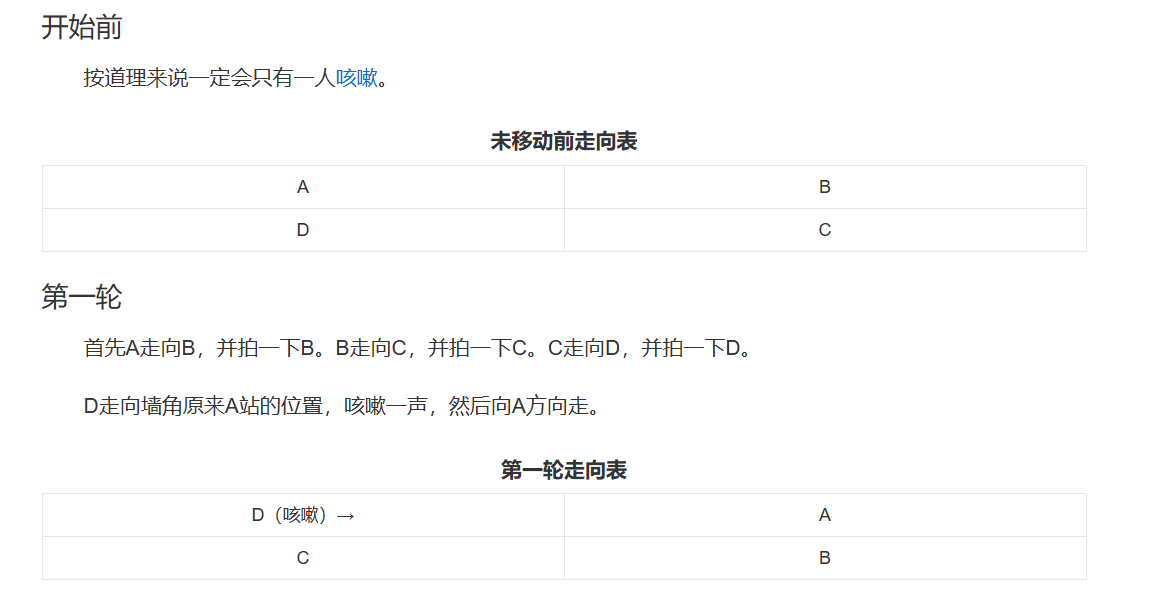 开始前
按道理来说一定会只有一人咳嗽。
未移动前走向表
A B
D C
第一轮
首先A走向B，并拍一下B。B走向C，并拍一下C。C走向D，并拍一下D。
D走向墙角原来A站的位置，咳嗽一声，然后向A方向走。
第一轮走向表
D（咳嗽）→ A
C B